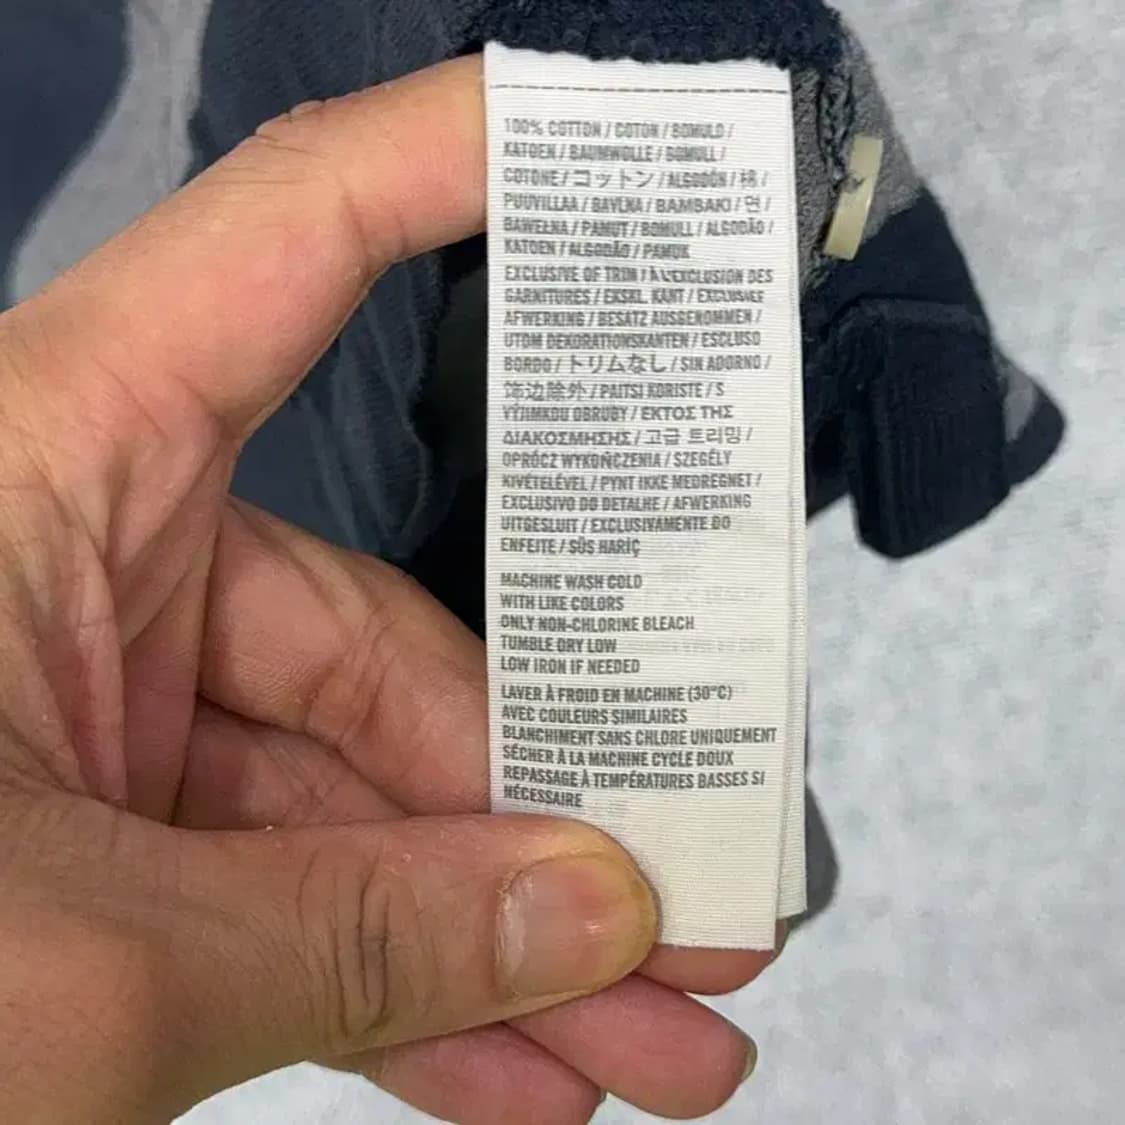 100% COTTON / COTON / BOMULD /
KATOEN / BAUMWOLLE / BOMULL /
COTONE / コットン / ALGODÓN / 棉 /
PUUVILLAA / BAVLNA / ΒΑΜΒΑΚΙ / 면 /
BAWEŁNA / PAMUT / BOMULL / ALGODÃO /
KATOEN / ALGODÃO / PAMUK
EXCLUSIVE OF TRIM / À L'EXCLUSION DES
GARNITURES / EKSKL. KANT / EXCLUSIEF
AFWERKING / BESATZ AUSGENOMMEN /
UTOM DEKORATIONSKANTEN / ESCLUSO
BORDO / トリムなし / SIN ADORNO /
饰边除外 / PAITSI KORISTE / S
VÝJIMKOU OBRUBY / ΕΚΤΟΣ ΤΗΣ
ΔΙΑΚΟΣΜΗΣΗΣ / 고급 트리밍 /
OPRÓCZ WYKOŃCZENIA / SZEGÉLY
KIVÉTELÉVEL / PYNT IKKE MEDREGNET /
EXCLUSIVO DO DETALHE / AFWERKING
UITGESLUIT / EXCLUSIVAMENTE DO
ENFEITE / SÜS HARİÇ
MACHINE WASH COLD
WITH LIKE COLORS
ONLY NON-CHLORINE BLEACH
TUMBLE DRY LOW
LOW IRON IF NEEDED
LAVER À FROID EN MACHINE (30°C)
AVEC COULEURS SIMILAIRES
BLANCHIMENT SANS CHLORE UNIQUEMENT
SÉCHER À LA MACHINE CYCLE DOUX
REPASSAGE À TEMPÉRATURES BASSES SI
NÉCESSAIRE